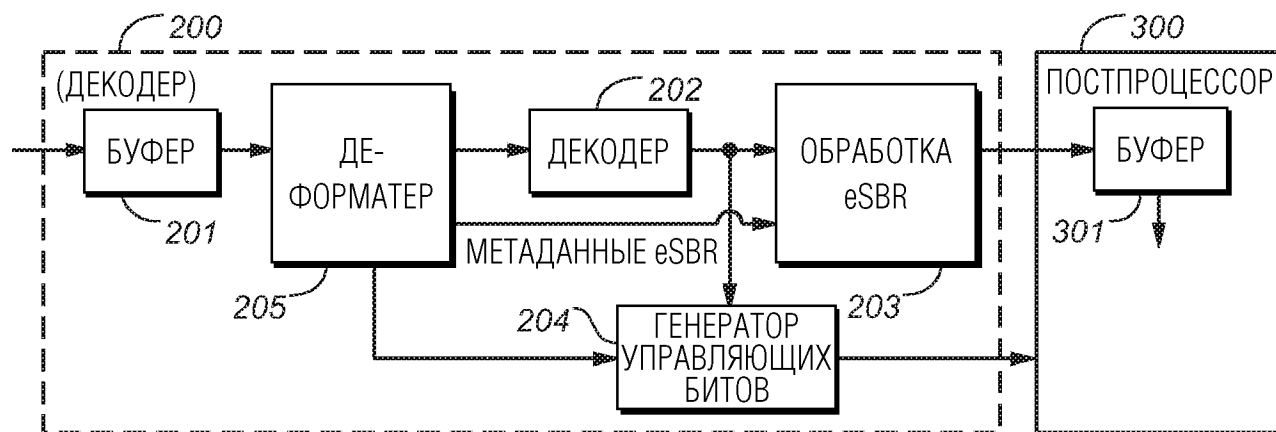 200
300
(ДЕКОДЕР)
202
ПОСТПРОЦЕССОР
БУФЕР
ДЕ-
ФОРМАТЕР
ДЕКОДЕР
ОБРАБОТКА
eSBR
БУФЕР
201
301
МЕТАДАННЫЕ eSBR
205
204
203
ГЕНЕРАТОР
УПРАВЛЯЮЩИХ
БИТОВ